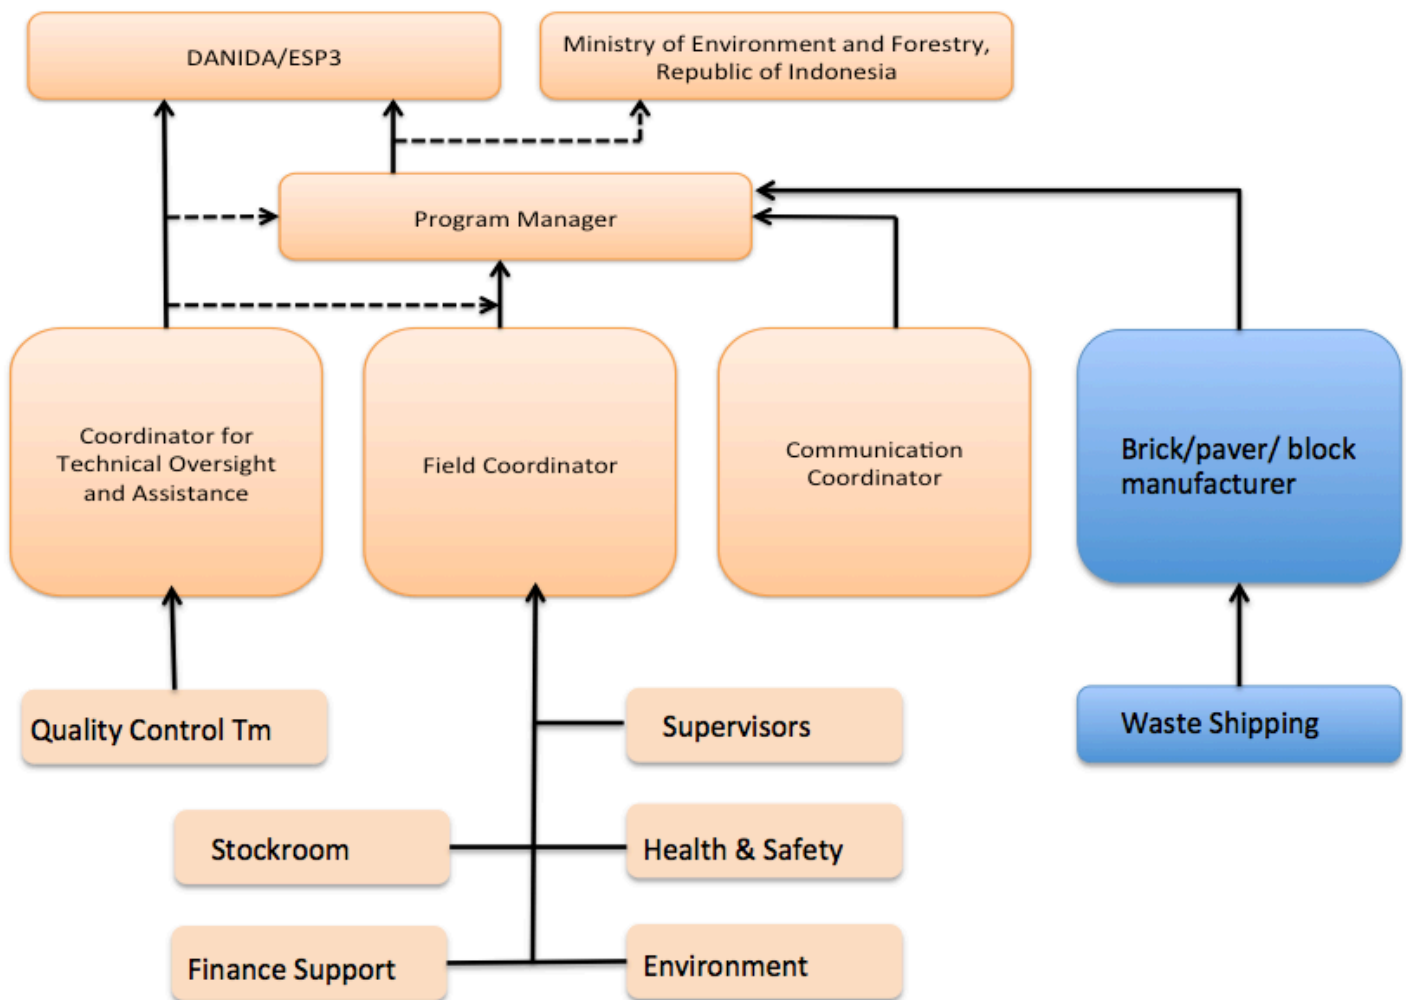 DANIDA/ESP3
Ministry of Environment and Forestry,
Republic of Indonesia
Program Manager
Coordinator for
Technical Oversight
and Assistance
Field Coordinator
Communication
Coordinator
Brick/paver/ block
manufacturer
Quality Control Tm
Supervisors
Waste Shipping
Stockroom
Health & Safety
Finance Support
Environment